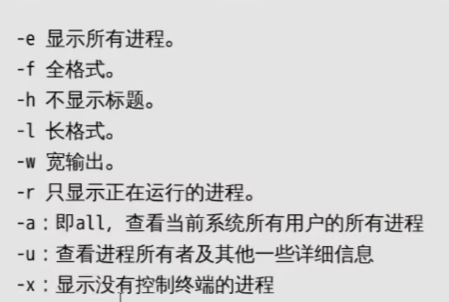 -e 显示所有进程。
-f 全格式。
-h 不显示标题。
-l 长格式。
-w 宽输出。
-r 只显示正在运行的进程。
-a：即all，查看当前系统所有用户的所有进程
-u：查看进程所有者及其他一些详细信息
-x：显示没有控制终端的进程